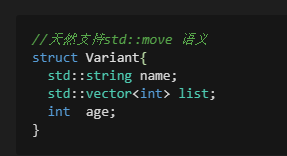 //天然支持std::move 语义
struct Variant{
  std::string name;
  std::vector<int> list;
  int  age;
}